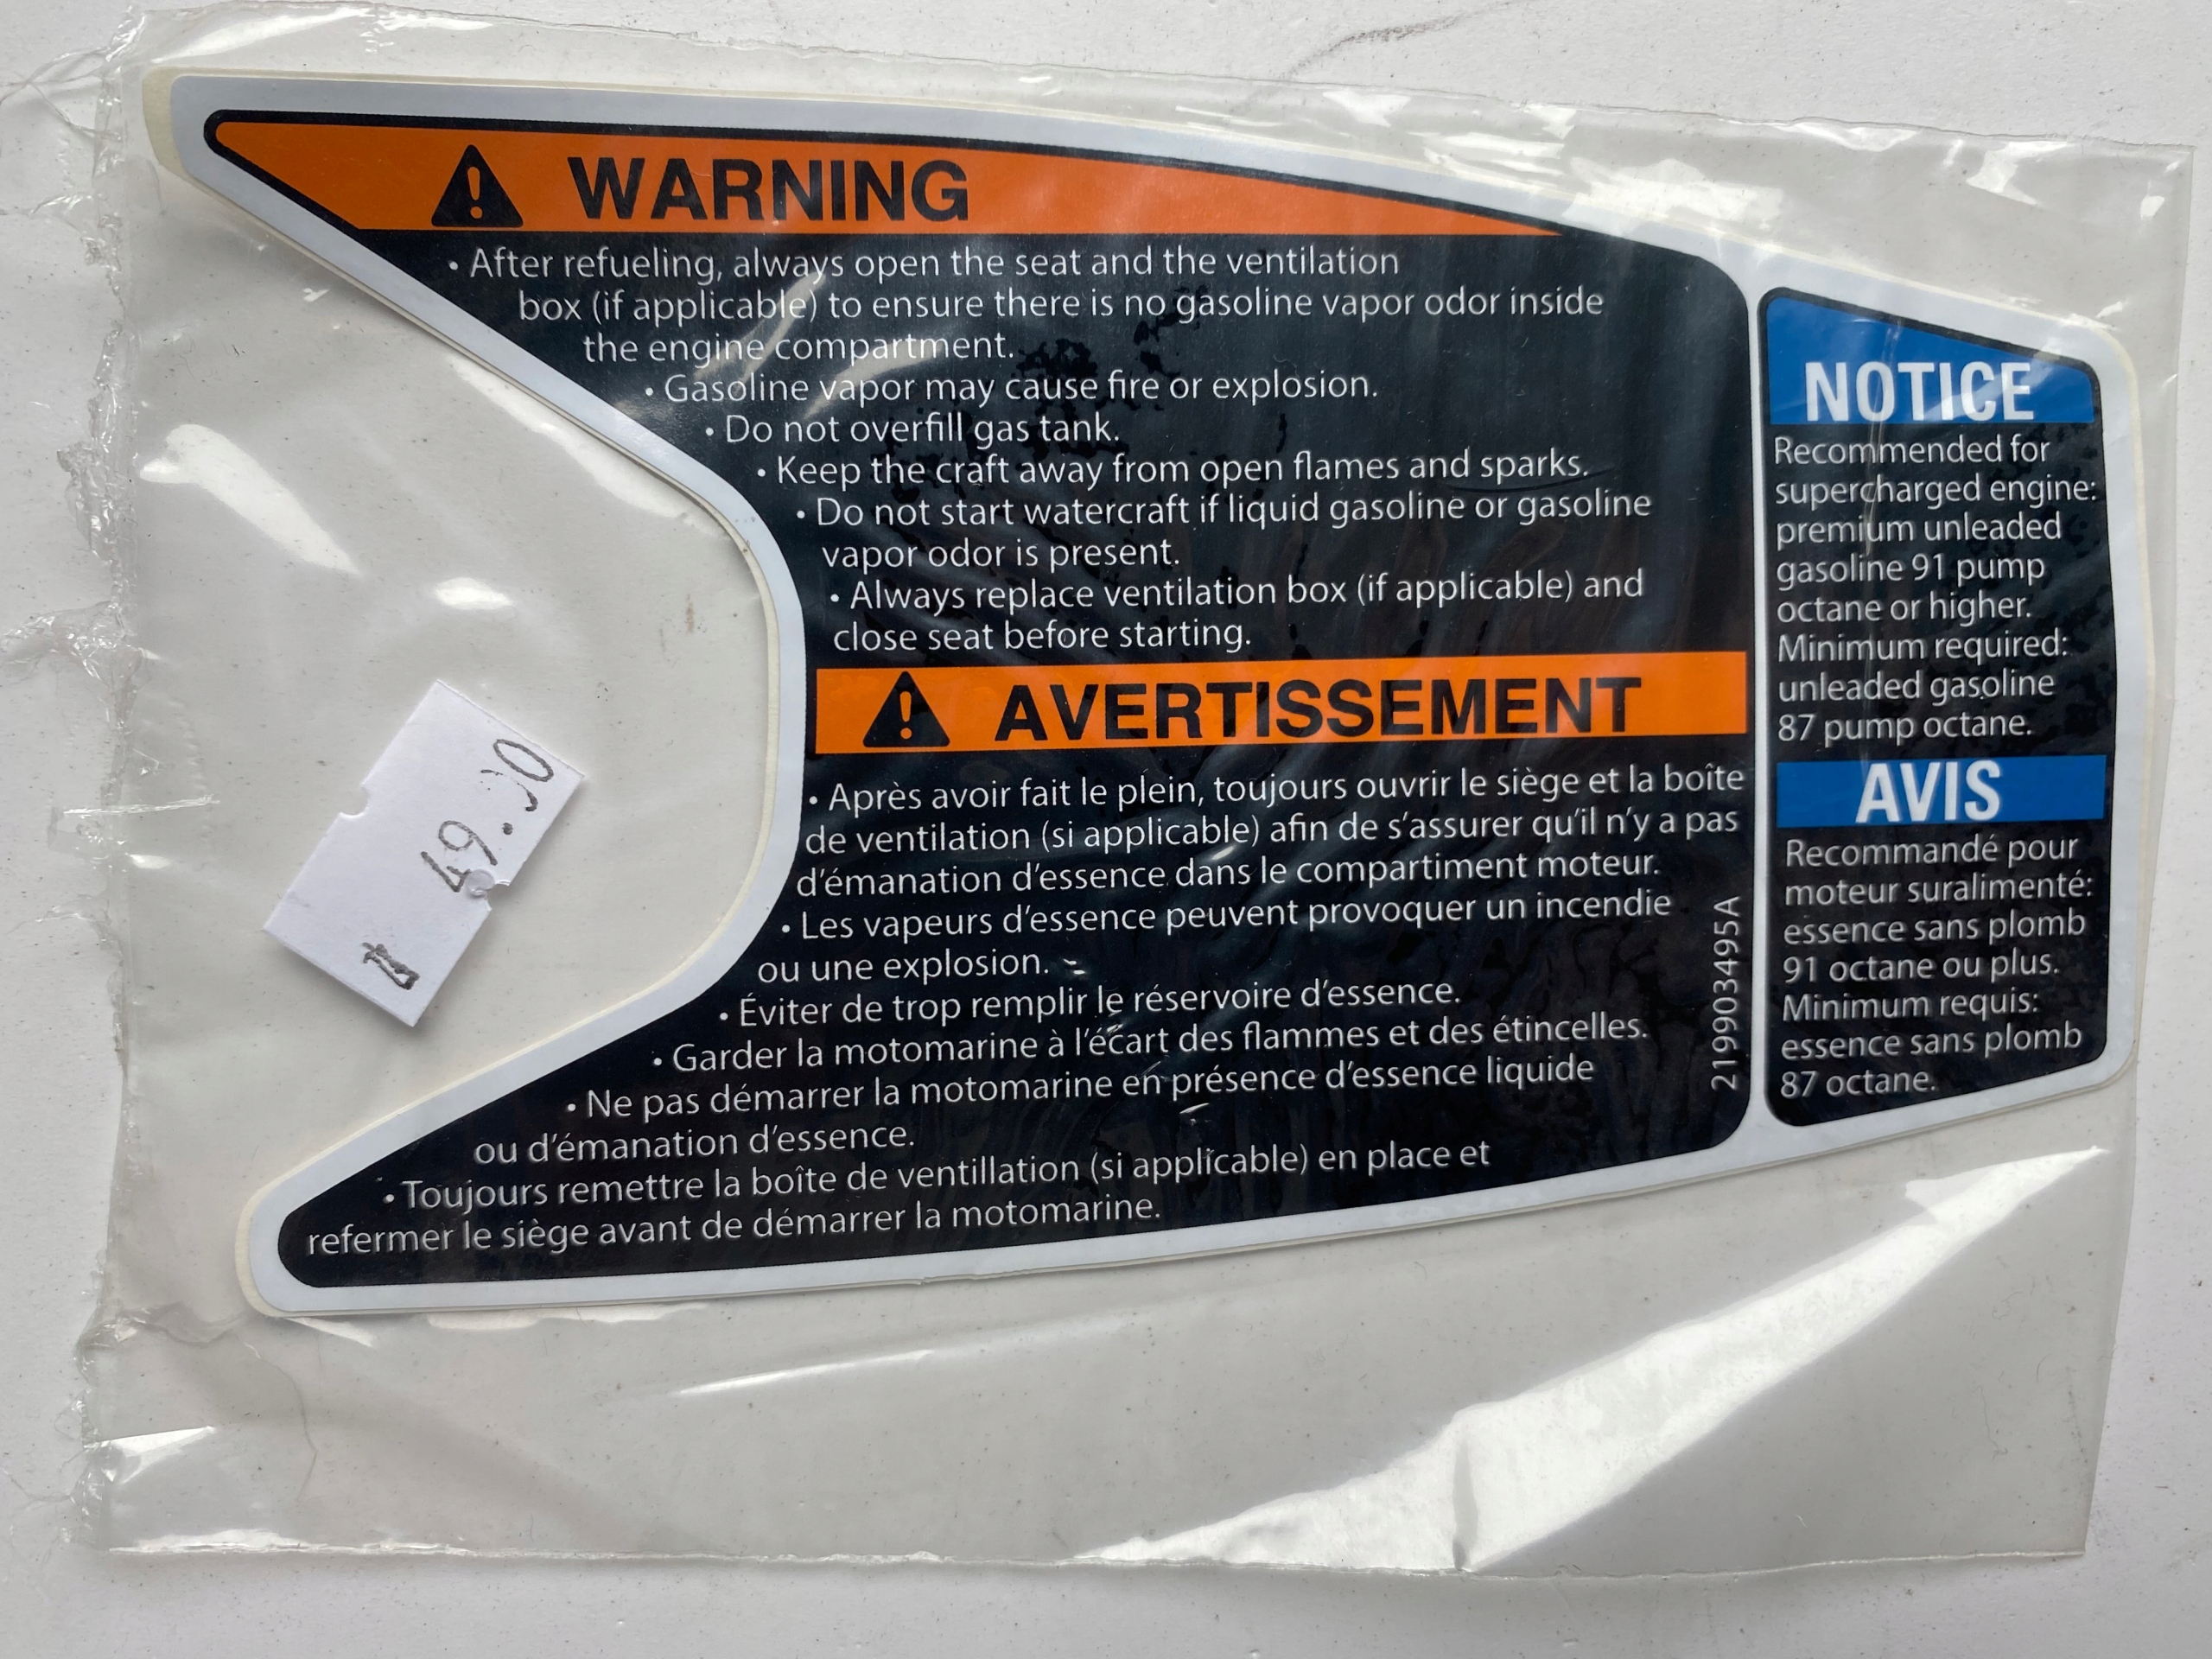 WARNING
• After refueling, always open the seat and the ventilation
box (if applicable) to ensure there is no gasoline vapor odor inside
the engine compartment.
• Gasoline vapor may cause fire or explosion.
• Do not overfill gas tank.
• Keep the craft away from open flames and sparks.
• Do not start watercraft if liquid gasoline or gasoline
vapor odor is present.
• Always replace ventilation box (if applicable) and
close seat before starting.
AVERTISSEMENT
• Après avoir fait le plein, toujours ouvrir le siège et la boîte
de ventilation (si applicable) afin de s'assurer qu'il n'y a pas
d'émanation d'essence dans le compartiment moteur.
• Les vapeurs d'essence peuvent provoquer un incendie
ou une explosion.
• Éviter de trop remplir le réservoire d'essence.
• Garder la motomarine à l'écart des flammes et des étincelles.
• Ne pas démarrer la motomarine en présence d'essence liquide
ou d'émanation d'essence.
• Toujours remettre la boîte de ventillation (si applicable) en place et
refermer le siège avant de démarrer la motomarine.
219903495A
NOTICE
Recommended for
supercharged engine:
premium unleaded
gasoline 91 pump
octane or higher.
Minimum required:
unleaded gasoline
87 pump octane.
AVIS
Recommandé pour
moteur suralimenté:
essence sans plomb
91 octane ou plus.
Minimum requis:
essence sans plomb
87 octane.